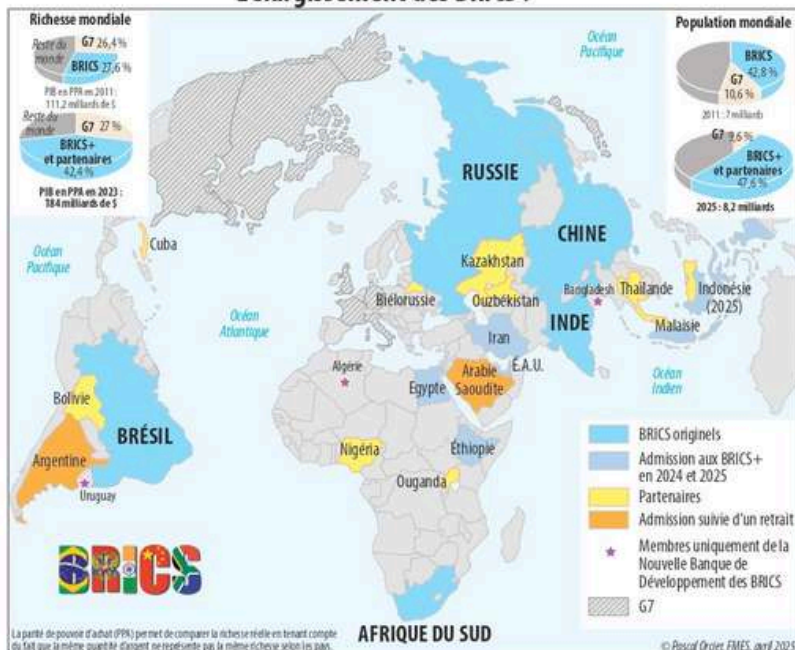 Richesse mondiale
Reste du
monde
G7 26,4%
BRICS 27,6%
PIB en PPA en 2011 :
111,2 milliards de $
Reste du monde
G7 27 %
BRICS+
et partenaires
42,4%
PIB en PPA en 2023 :
184 milliards de $
Population mondiale
BRICS
42,8 %
G7
10,6%
2011 : 7 milliards
G7 9,6%
BRICS+
et partenaires
47,6%
2025 : 8,2 milliards
Océan
Pacifique
Océan
Pacifique
Océan
Atlantique
Océan
Indien
RUSSIE
CHINE
INDE
Cuba
Kazakhstan
Biélorussie
Ouzbékistan
Bangladesh
Thaïlande
Indonésie
(2025)
Malaisie
Iran
É.A.U.
Algérie
Egypte
Arabie
Saoudite
Bolivie
BRÉSIL
Argentine
Uruguay
Nigéria
Éthiopie
Ouganda
AFRIQUE DU SUD
BRICS originels
Admission aux BRICS+
en 2024 et 2025
Partenaires
Admission suivie d'un retrait
Membres uniquement de la
Nouvelle Banque de
Développement des BRICS
G7
BRICS
La parité de pouvoir d'achat (PPA) permet de comparer la richesse réelle en tenant compte
du fait que la même quantité d'argent ne représente pas la même richesse selon les pays.
© Pascal Orcier, EMES, avril 2025